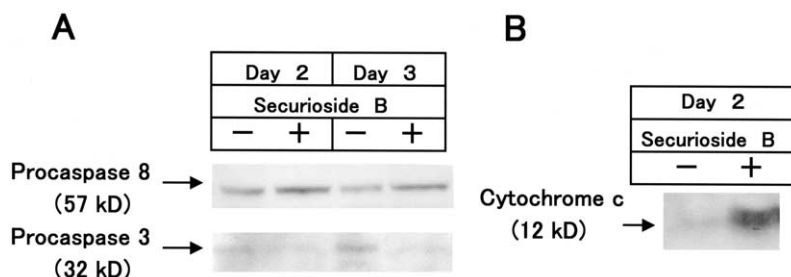 A
Day 2 Day 3
Securioside B
− + − +
Procaspase 8
(57 kD)
Procaspase 3
(32 kD)
B
Day 2
Securioside B
− +
Cytochrome c
(12 kD)